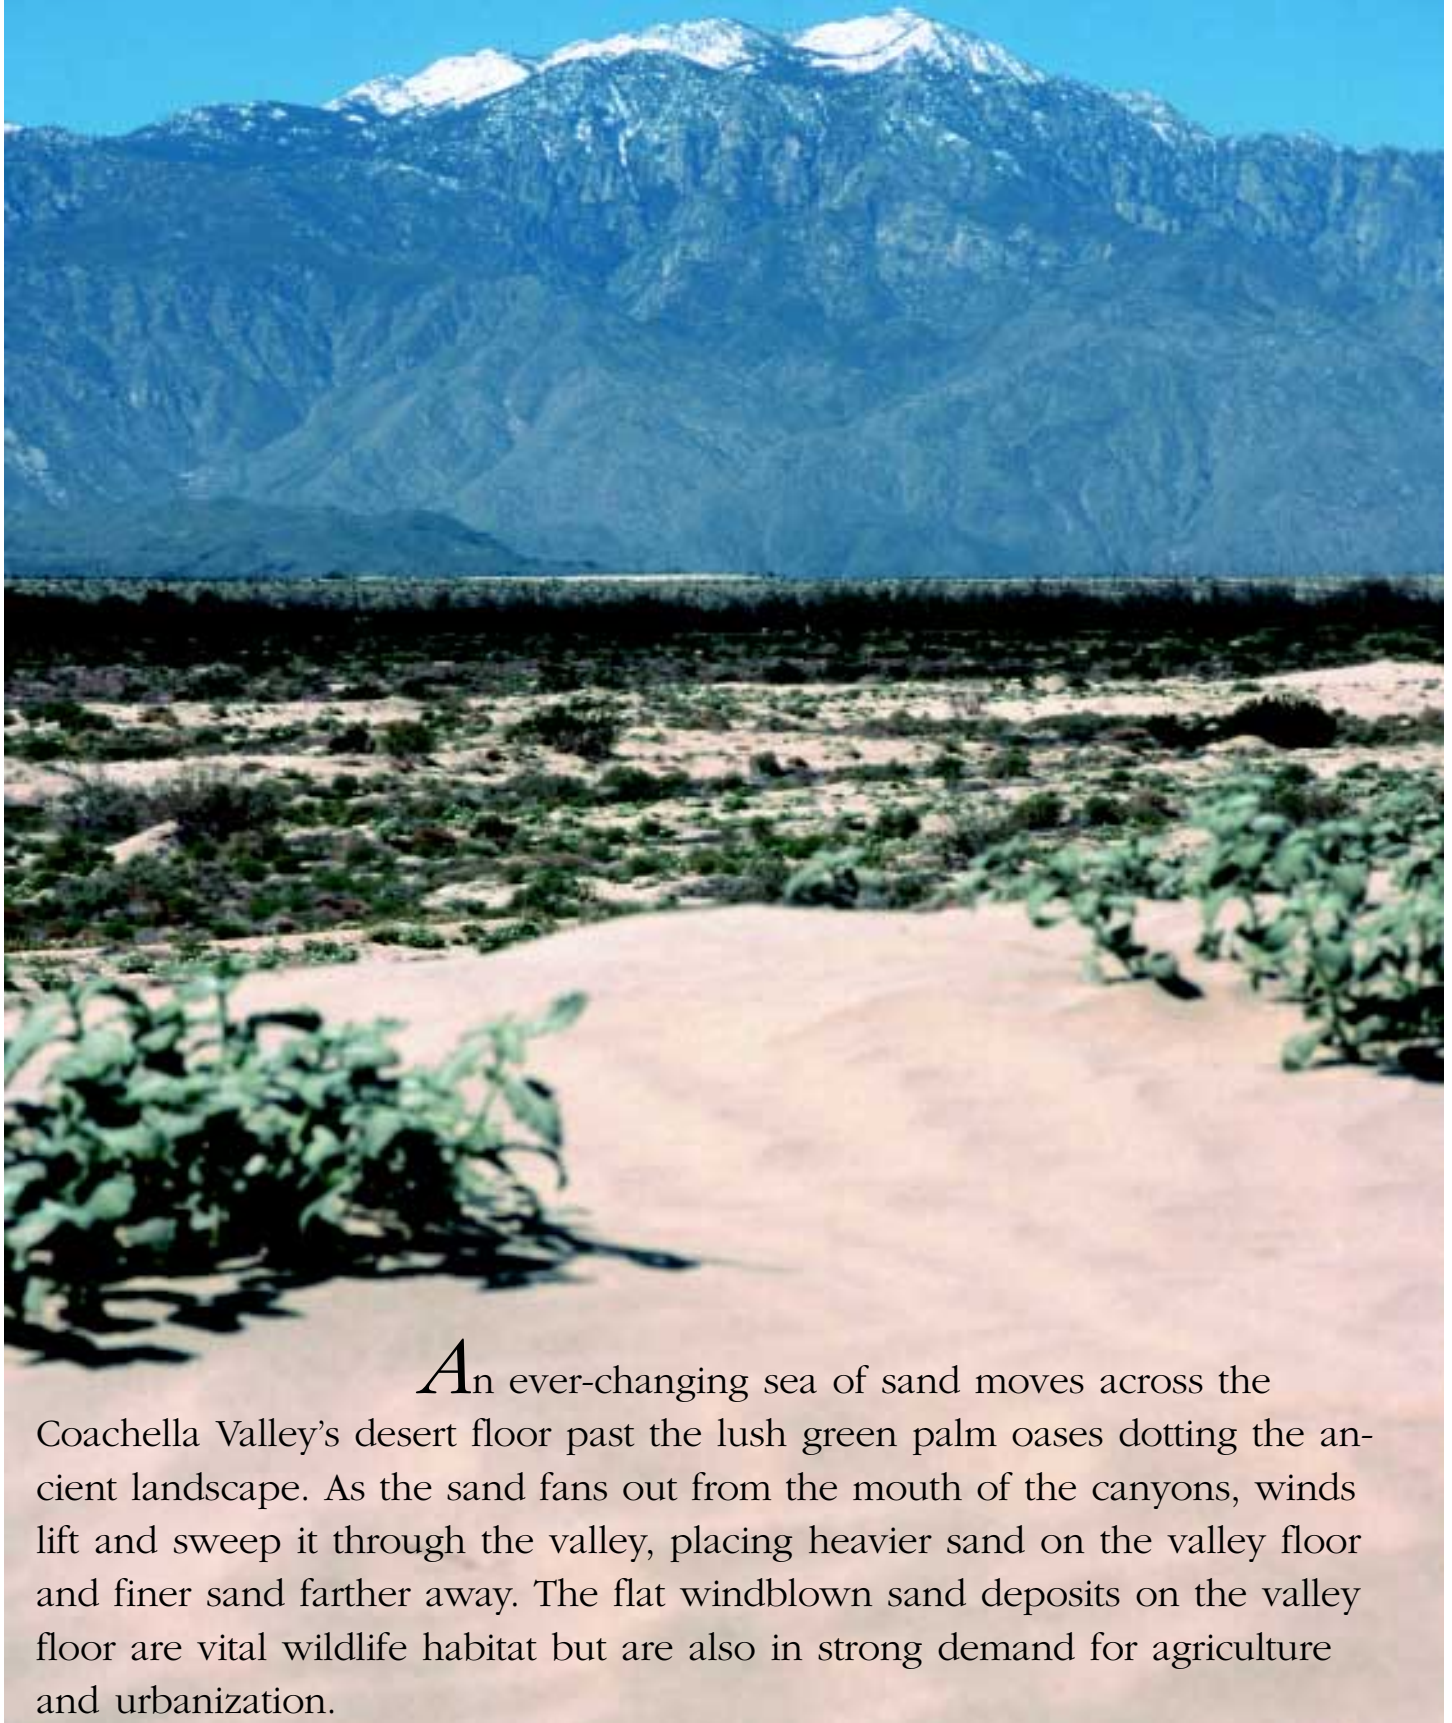 An ever-changing sea of sand moves across the
Coachella Valley’s desert floor past the lush green palm oases dotting the an-
cient landscape. As the sand fans out from the mouth of the canyons, winds
lift and sweep it through the valley, placing heavier sand on the valley floor
and finer sand farther away. The flat windblown sand deposits on the valley
floor are vital wildlife habitat but are also in strong demand for agriculture
and urbanization.